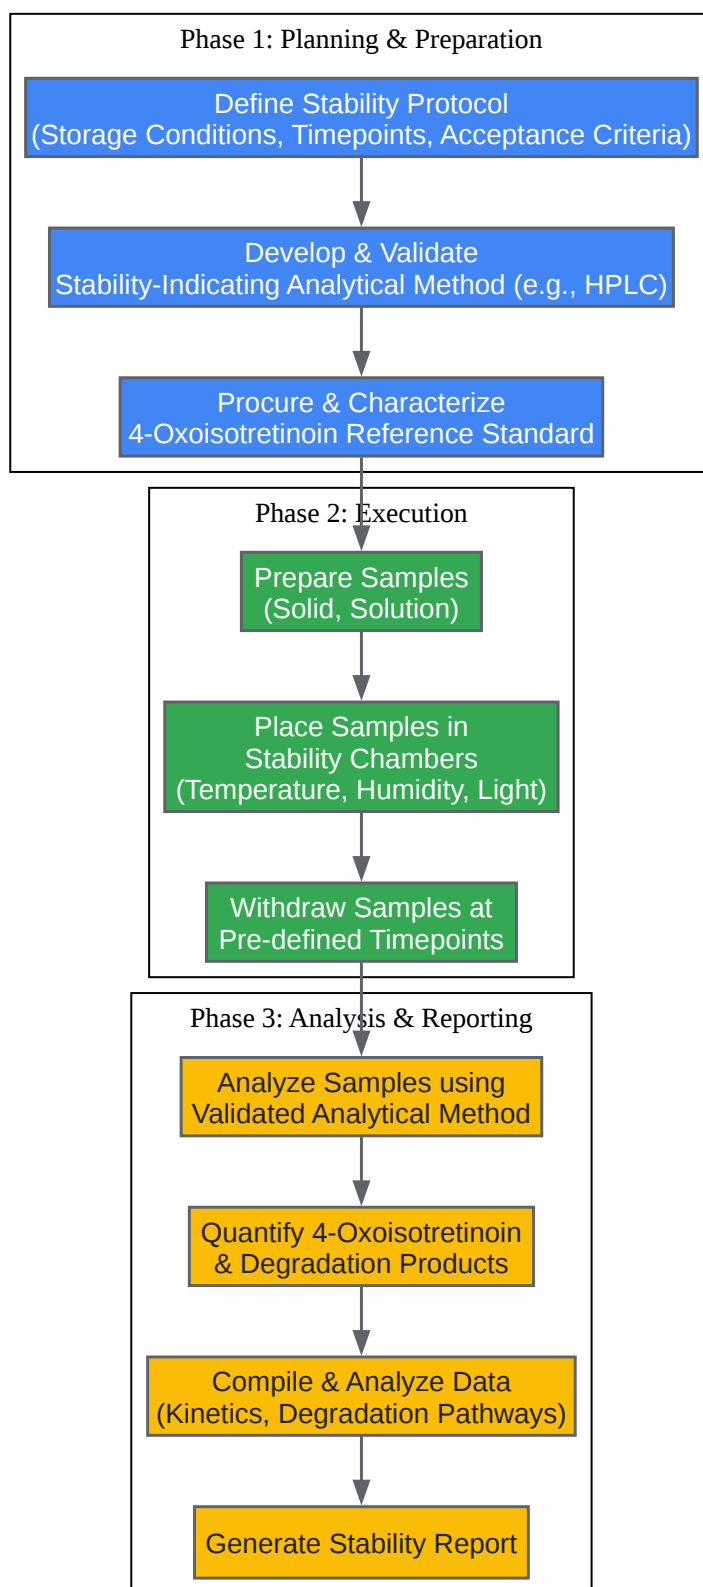 Phase 1: Planning & Preparation
Define Stability Protocol
(Storage Conditions, Timepoints, Acceptance Criteria)
Develop & Validate
Stability-Indicating Analytical Method (e.g., HPLC)
Procure & Characterize
4-Oxoisotretinoin Reference Standard
Phase 2: Execution
Prepare Samples
(Solid, Solution)
Place Samples in
Stability Chambers
(Temperature, Humidity, Light)
Withdraw Samples at
Pre-defined Timepoints
Phase 3: Analysis & Reporting
Analyze Samples using
Validated Analytical Method
Quantify 4-Oxoisotretinoin
& Degradation Products
Compile & Analyze Data
(Kinetics, Degradation Pathways)
Generate Stability Report